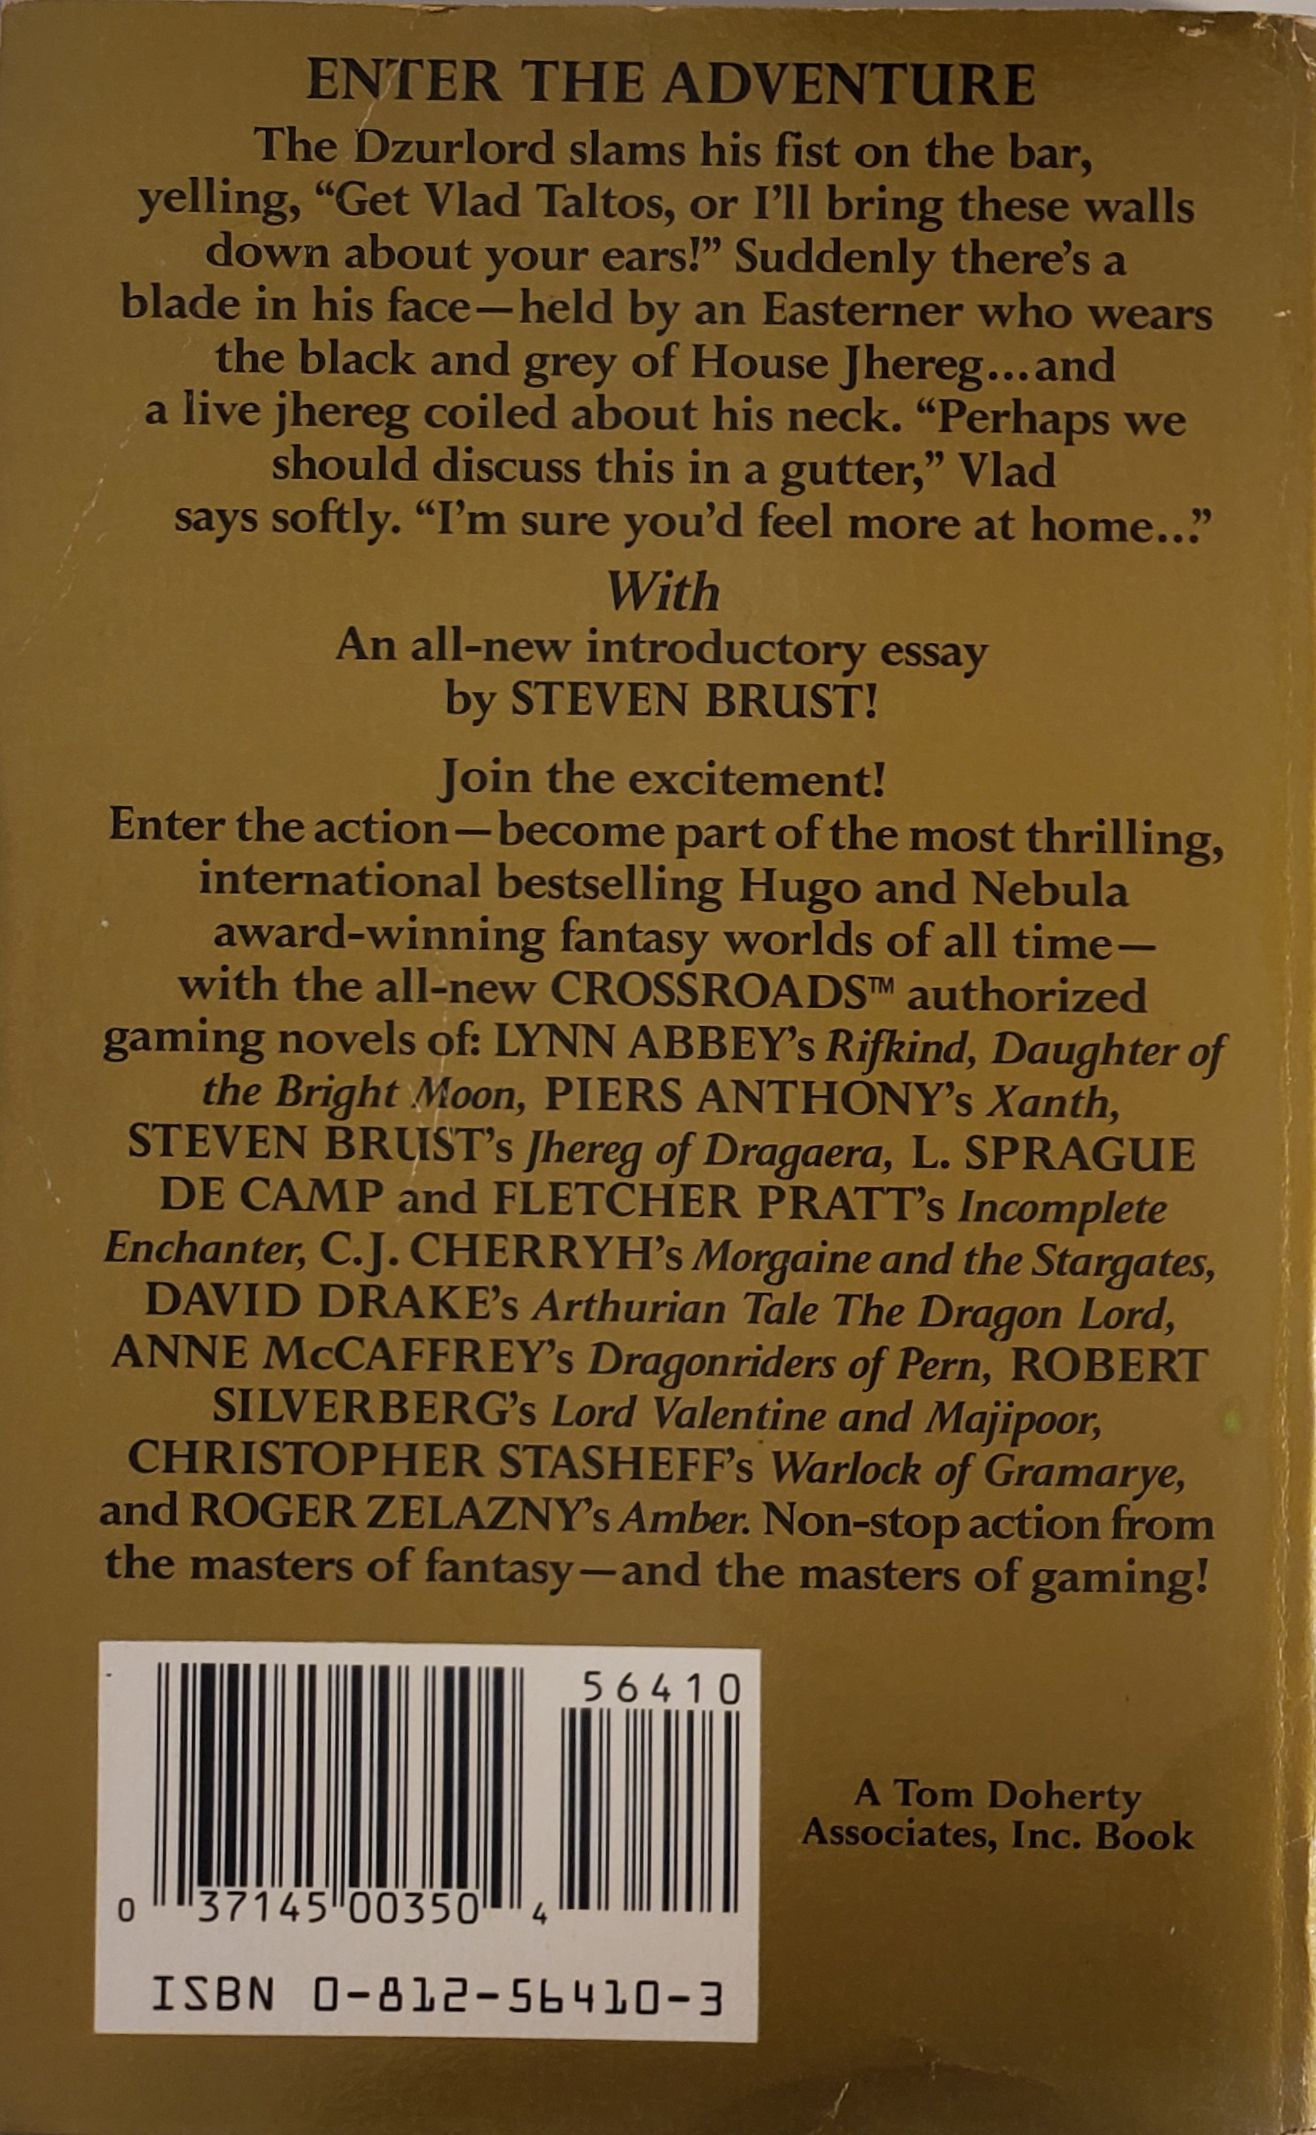 ENTER THE ADVENTURE
The Dzurlord slams his fist on the bar,
yelling, “Get Vlad Taltos, or I’ll bring these walls
down about your ears!” Suddenly there’s a
blade in his face—held by an Easterner who wears
the black and grey of House Jhereg...and
a live jhereg coiled about his neck. “Perhaps we
should discuss this in a gutter,” Vlad
says softly. “I’m sure you’d feel more at home...”
With
An all-new introductory essay
by STEVEN BRUST!
Join the excitement!
Enter the action—become part of the most thrilling,
international bestselling Hugo and Nebula
award-winning fantasy worlds of all time—
with the all-new CROSSROADS™ authorized
gaming novels of: LYNN ABBEY’s Rifkind, Daughter of
the Bright Moon, PIERS ANTHONY’s Xanth,
STEVEN BRUST’s Jhereg of Dragaera, L. SPRAGUE
DE CAMP and FLETCHER PRATT’s Incomplete
Enchanter, C.J. CHERRYH’s Morgaine and the Stargates,
DAVID DRAKE’s Arthurian Tale The Dragon Lord,
ANNE McCAFFREY’s Dragonriders of Pern, ROBERT
SILVERBERG’s Lord Valentine and Majipoor,
CHRISTOPHER STASHEFF’s Warlock of Gramarye,
and ROGER ZELAZNY’s Amber. Non-stop action from
the masters of fantasy—and the masters of gaming!
56410
0 37145 00350 4
ISBN 0-812-56410-3
A Tom Doherty
Associates, Inc. Book